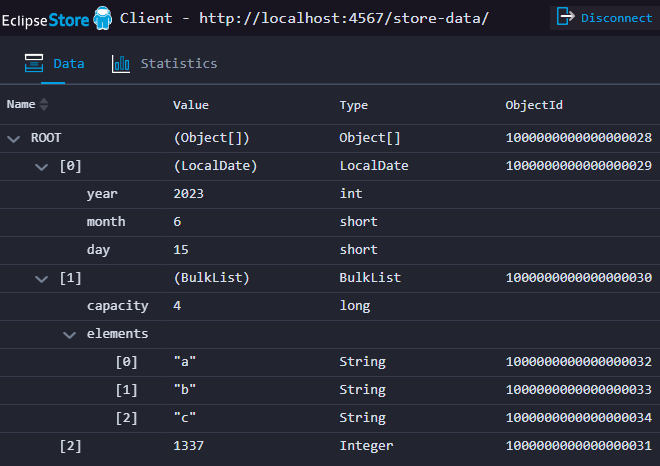 EclipseStore Client - http://localhost:4567/store-data/ Disconnect
Data Statistics
Name Value Type ObjectId
ROOT (Object[]) Object[] 1000000000000000028
[0] (LocalDate) LocalDate 1000000000000000029
year 2023 int
month 6 short
day 15 short
[1] (BulkList) BulkList 1000000000000000030
capacity 4 long
elements
[0] "a" String 1000000000000000032
[1] "b" String 1000000000000000033
[2] "c" String 1000000000000000034
[2] 1337 Integer 1000000000000000031